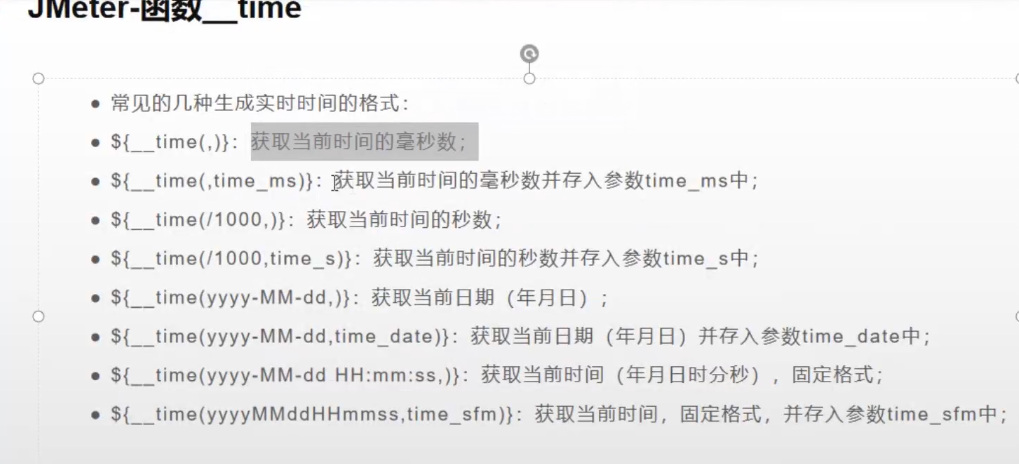 JMeter-函数__time
常见的几种生成实时时间的格式：
${__time(,)}：获取当前时间的毫秒数；
${__time(,time_ms)}：获取当前时间的毫秒数并存入参数time_ms中；
${__time(/1000,)}：获取当前时间的秒数；
${__time(/1000,time_s)}：获取当前时间的秒数并存入参数time_s中；
${__time(yyyy-MM-dd,)}：获取当前日期（年月日）；
${__time(yyyy-MM-dd,time_date)}：获取当前日期（年月日）并存入参数time_date中；
${__time(yyyy-MM-dd HH:mm:ss,)}：获取当前时间（年月日时分秒），固定格式；
${__time(yyyyMMddHHmmss,time_sfm)}：获取当前时间，固定格式，并存入参数time_sfm中；